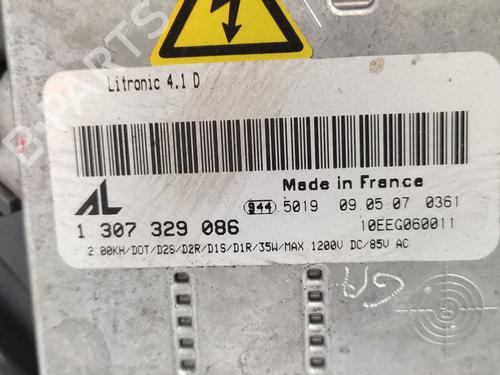 B-PARTS
Litronic 4.1 D
AL
Made in France
944 5019 09.05.07 0361
1 307 329 086
10EEG060011
2.00KH/DOT/D2S/D2R/D1S/D1R/35W/MAX 1200V DC/85V AC